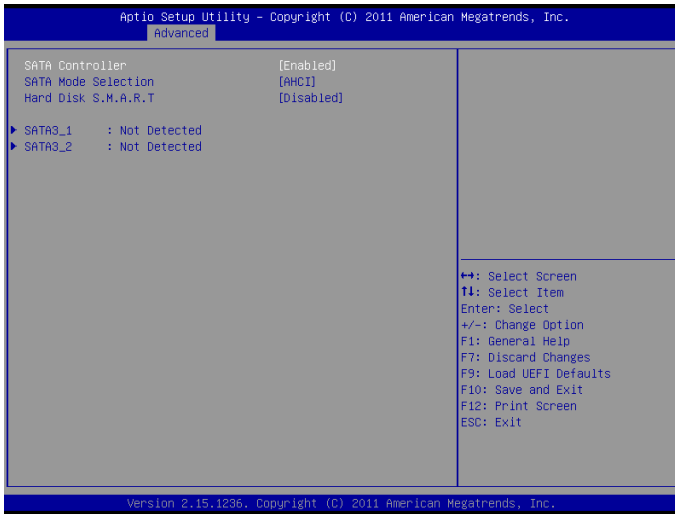 Aptio Setup Utility – Copyright (C) 2011 American Megatrends, Inc.
Advanced
SATA Controller [Enabled]
SATA Mode Selection [AHCI]
Hard Disk S.M.A.R.T [Disabled]
▶ SATA3_1 : Not Detected
▶ SATA3_2 : Not Detected
↔: Select Screen
↑↓: Select Item
Enter: Select
+/-: Change Option
F1: General Help
F7: Discard Changes
F9: Load UEFI Defaults
F10: Save and Exit
F12: Print Screen
ESC: Exit
Version 2.15.1236. Copyright (C) 2011 American Megatrends, Inc.